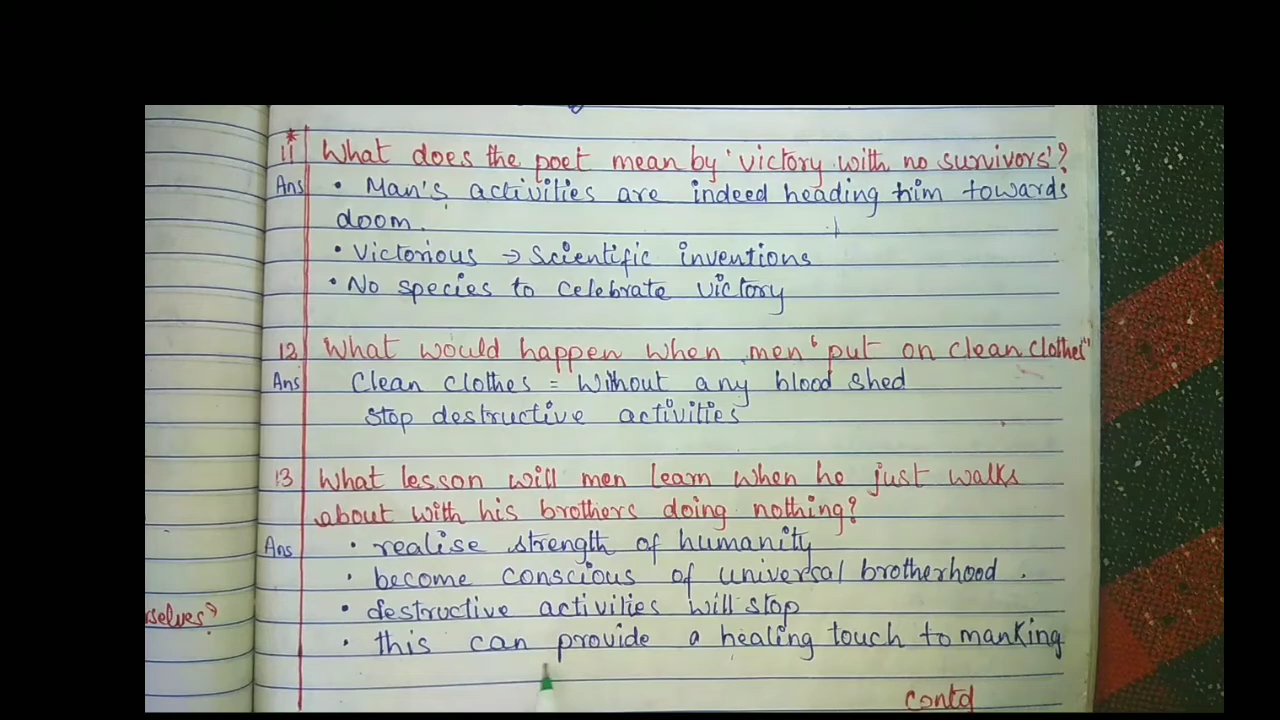 *
11 What does the poet mean by 'victory with no survivors'?
Ans • Man's activities are indeed heading him towards
doom.
• Victorious → Scientific inventions
• No species to celebrate victory
12 What would happen when men "put on clean clothes"
Ans Clean clothes = Without any blood shed
stop destructive activities
13 What lesson will men learn when he just walks
about with his brothers doing nothing?
Ans • realise strength of humanity
• become conscious of universal brotherhood.
selves?
• destructive activities will stop
• this can provide a healing touch to manking
contd